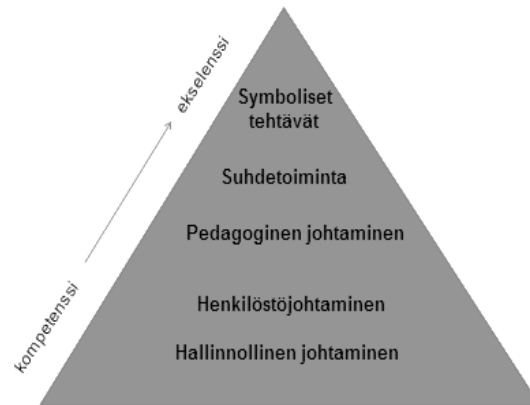 ekselenssi
kompetenssi
Symboliset
tehtävät
Suhdetoiminta
Pedagoginen johtaminen
Henkilöstöjohtaminen
Hallinnollinen johtaminen